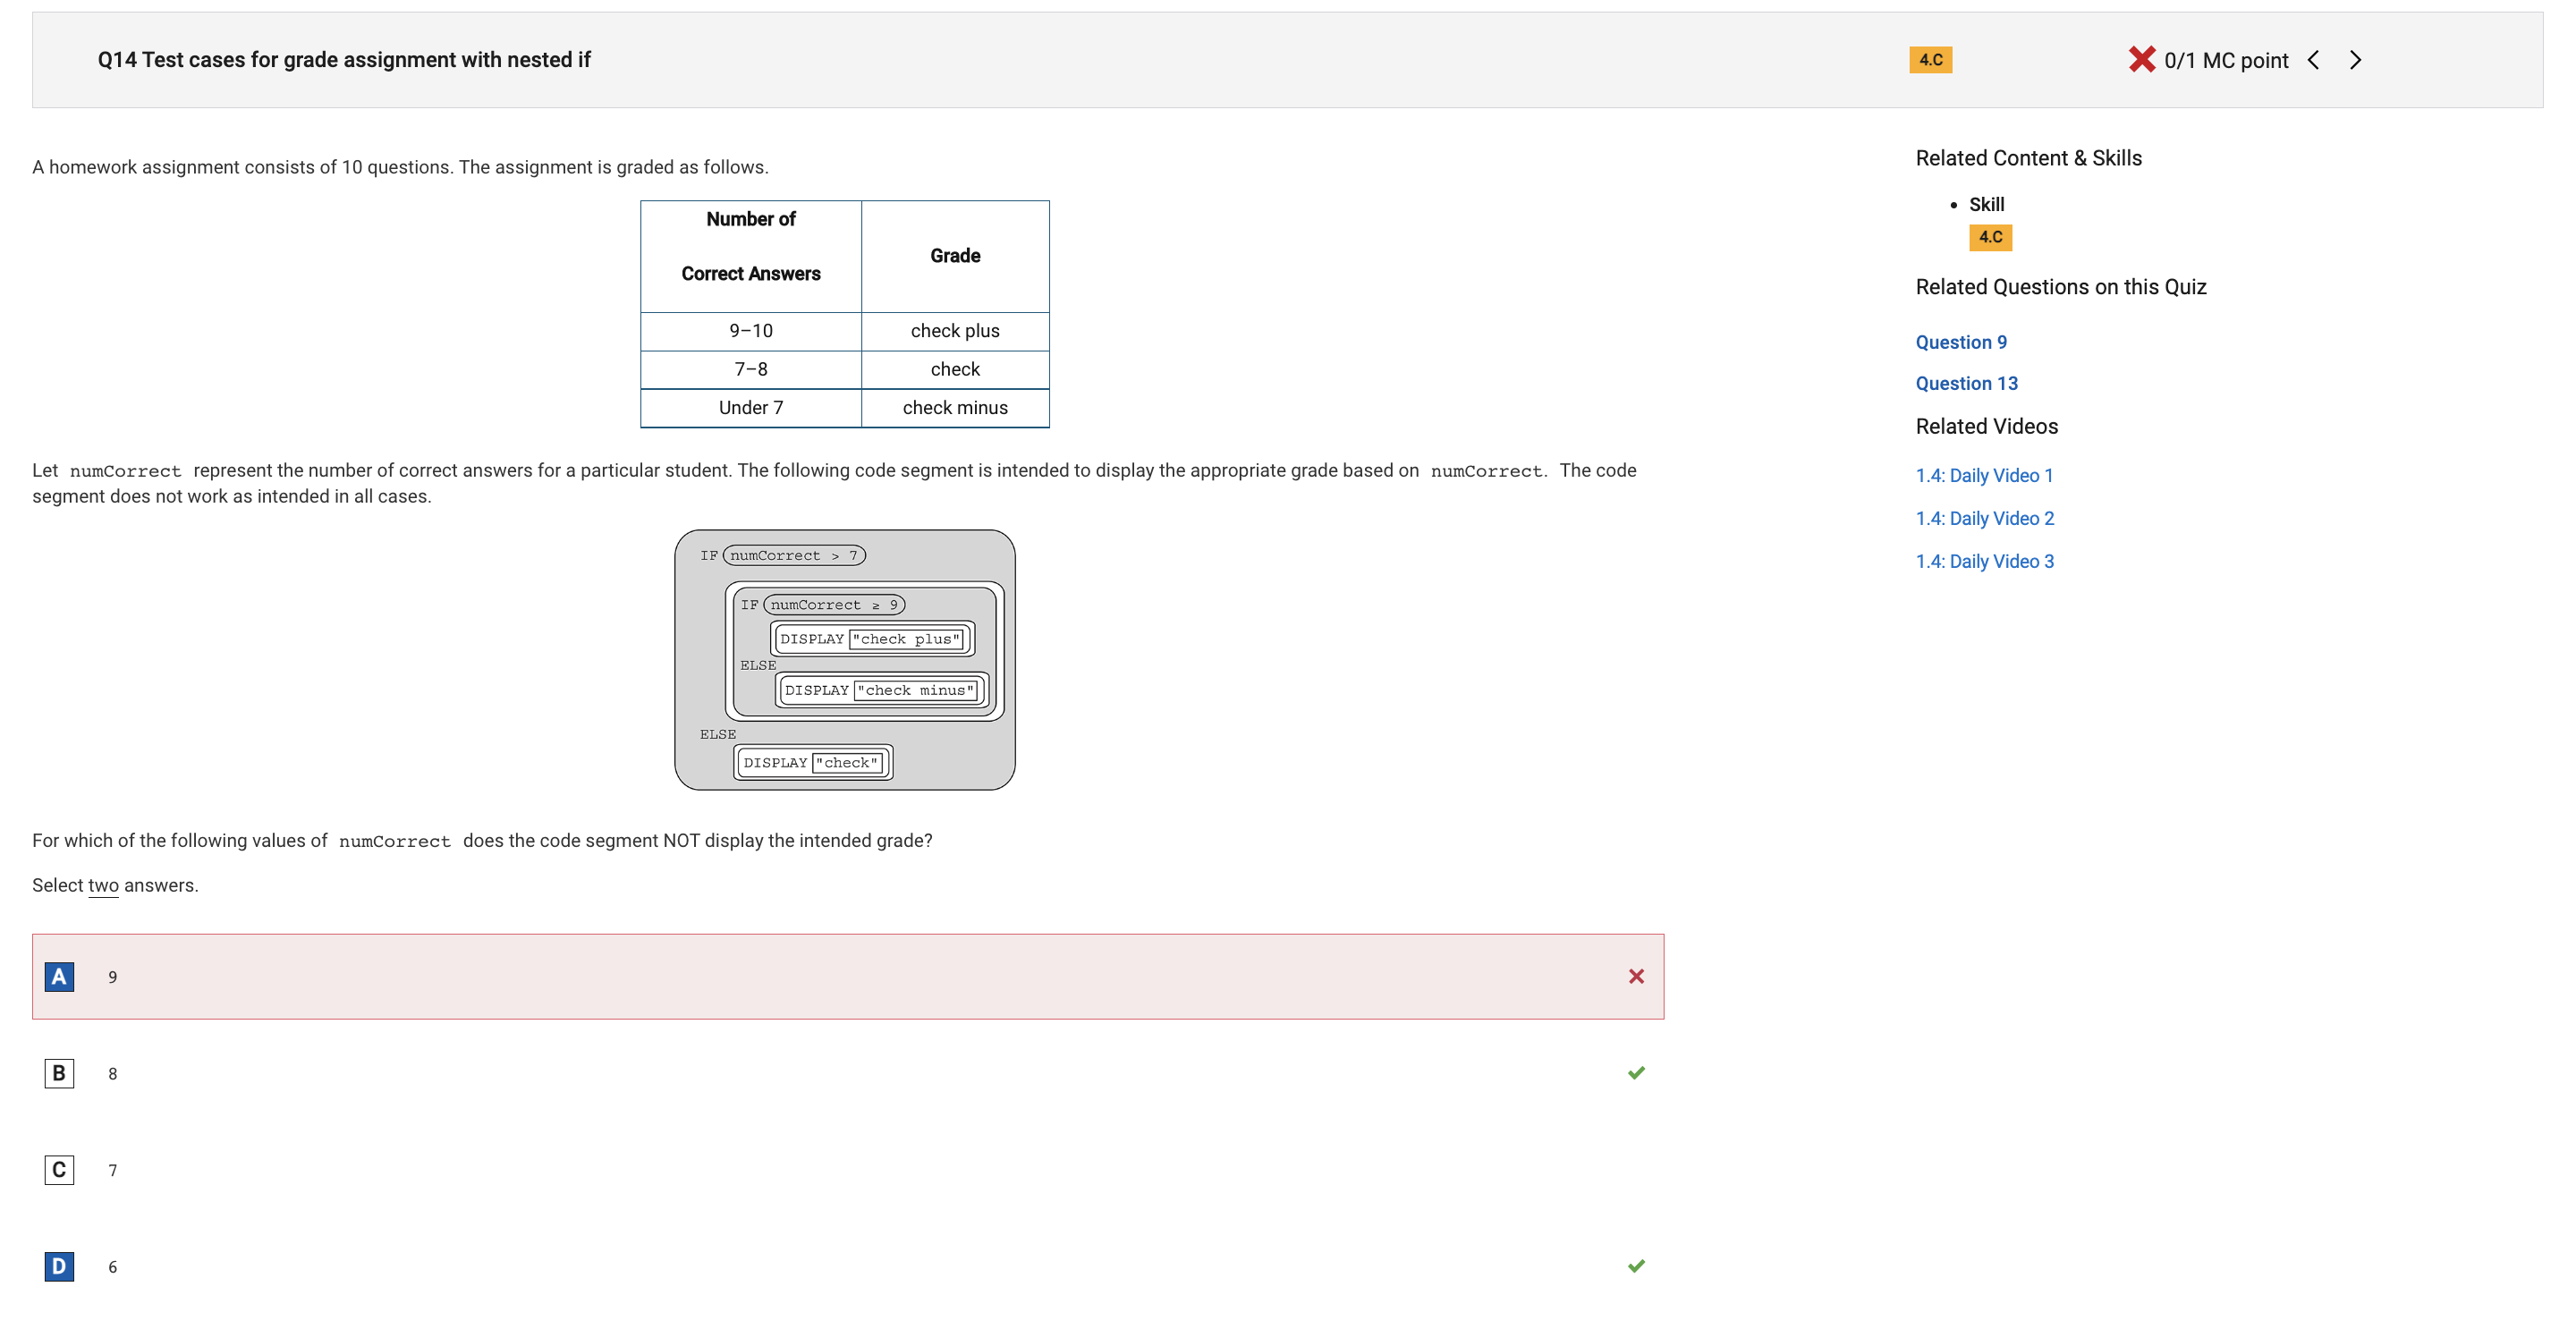 Q14 Test cases for grade assignment with nested if
4.C
0/1 MC point
A homework assignment consists of 10 questions. The assignment is graded as follows.
Number of
Correct Answers
Grade
9–10
check plus
7–8
check
Under 7
check minus
Let numCorrect represent the number of correct answers for a particular student. The following code segment is intended to display the appropriate grade based on numCorrect. The code
segment does not work as intended in all cases.
IF numCorrect > 7
IF numCorrect ≥ 9
DISPLAY "check plus"
ELSE
DISPLAY "check minus"
ELSE
DISPLAY "check"
For which of the following values of numCorrect does the code segment NOT display the intended grade?
Select two answers.
A 9
B 8
C 7
D 6
Related Content & Skills
• Skill
4.C
Related Questions on this Quiz
Question 9
Question 13
Related Videos
1.4: Daily Video 1
1.4: Daily Video 2
1.4: Daily Video 3